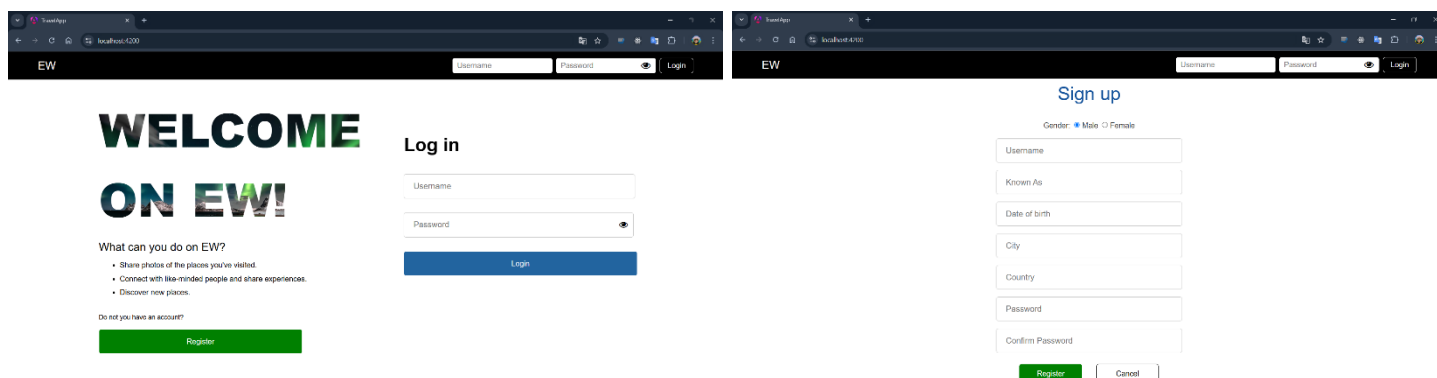 TravelApp
localhost:4200
EW
Username
Password
Login
WELCOME
ON EW!
What can you do on EW?
• Share photos of the places you've visited.
• Connect with like-minded people and share experiences.
• Discover new places.
Do not you have an account?
Register
Log in
Username
Password
Login
TravelApp
localhost:4200
EW
Username
Password
Login
Sign up
Gender: Male Female
Username
Known As
Date of birth
City
Country
Password
Confirm Password
Register
Cancel